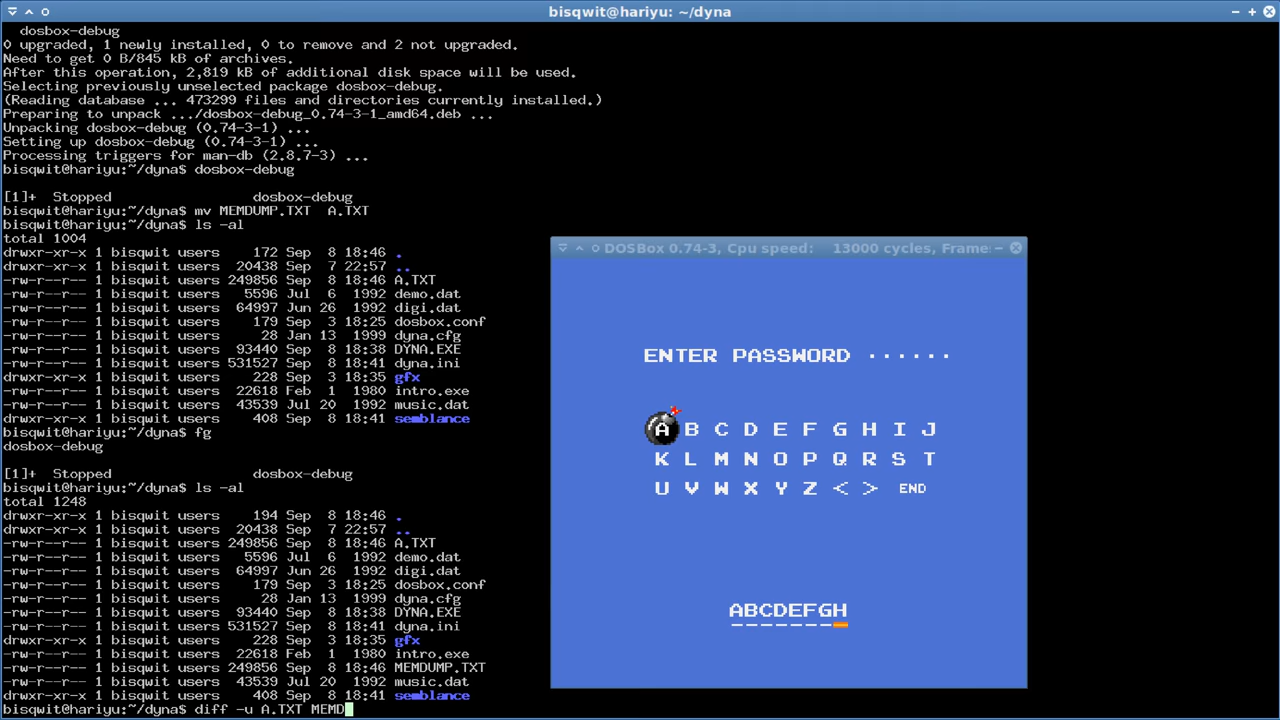 bisqwit@hariyu: ~/dyna
dosbox-debug
0 upgraded, 1 newly installed, 0 to remove and 2 not upgraded.
Need to get 0 B/845 kB of archives.
After this operation, 2,819 kB of additional disk space will be used.
Selecting previously unselected package dosbox-debug.
(Reading database ... 473299 files and directories currently installed.)
Preparing to unpack .../dosbox-debug_0.74-3-1_amd64.deb ...
Unpacking dosbox-debug (0.74-3-1) ...
Setting up dosbox-debug (0.74-3-1) ...
Processing triggers for man-db (2.8.7-3) ...
bisqwit@hariyu:~/dyna$ dosbox-debug
[1]+  Stopped                 dosbox-debug
bisqwit@hariyu:~/dyna$ mv MEMDUMP.TXT  A.TXT
bisqwit@hariyu:~/dyna$ ls -al
total 1004
drwxr-xr-x 1 bisqwit users    172 Sep  8 18:46 .
drwxr-xr-x 1 bisqwit users  20438 Sep  7 22:57 ..
-rw-r--r-- 1 bisqwit users 249856 Sep  8 18:46 A.TXT
-rw-r--r-- 1 bisqwit users   5596 Jul  6  1992 demo.dat
-rw-r--r-- 1 bisqwit users  64997 Jun 26  1992 digi.dat
-rw-r--r-- 1 bisqwit users    179 Sep  3 18:25 dosbox.conf
-rw-r--r-- 1 bisqwit users     28 Jan 13  1999 dyna.cfg
-rw-r--r-- 1 bisqwit users  93440 Sep  8 18:38 DYNA.EXE
-rw-r--r-- 1 bisqwit users 531527 Sep  8 18:41 dyna.ini
drwxr-xr-x 1 bisqwit users    228 Sep  3 18:35 gfx
-rw-r--r-- 1 bisqwit users  22618 Feb  1  1980 intro.exe
-rw-r--r-- 1 bisqwit users  43539 Jul 20  1992 music.dat
drwxr-xr-x 1 bisqwit users    408 Sep  8 18:41 semblance
bisqwit@hariyu:~/dyna$ fg
dosbox-debug
[1]+  Stopped                 dosbox-debug
bisqwit@hariyu:~/dyna$ ls -al
total 1248
drwxr-xr-x 1 bisqwit users    194 Sep  8 18:46 .
drwxr-xr-x 1 bisqwit users  20438 Sep  7 22:57 ..
-rw-r--r-- 1 bisqwit users 249856 Sep  8 18:46 A.TXT
-rw-r--r-- 1 bisqwit users   5596 Jul  6  1992 demo.dat
-rw-r--r-- 1 bisqwit users  64997 Jun 26  1992 digi.dat
-rw-r--r-- 1 bisqwit users    179 Sep  3 18:25 dosbox.conf
-rw-r--r-- 1 bisqwit users     28 Jan 13  1999 dyna.cfg
-rw-r--r-- 1 bisqwit users  93440 Sep  8 18:38 DYNA.EXE
-rw-r--r-- 1 bisqwit users 531527 Sep  8 18:41 dyna.ini
drwxr-xr-x 1 bisqwit users    228 Sep  3 18:35 gfx
-rw-r--r-- 1 bisqwit users  22618 Feb  1  1980 intro.exe
-rw-r--r-- 1 bisqwit users 249856 Sep  8 18:46 MEMDUMP.TXT
-rw-r--r-- 1 bisqwit users  43539 Jul 20  1992 music.dat
drwxr-xr-x 1 bisqwit users    408 Sep  8 18:41 semblance
bisqwit@hariyu:~/dyna$ diff -u A.TXT MEMD
DOSBox 0.74-3, Cpu speed:    13000 cycles, Frame
ENTER PASSWORD ······
A B C D E F G H I J
K L M N O P Q R S T
U V W X Y Z < > END
ABCDEFGH